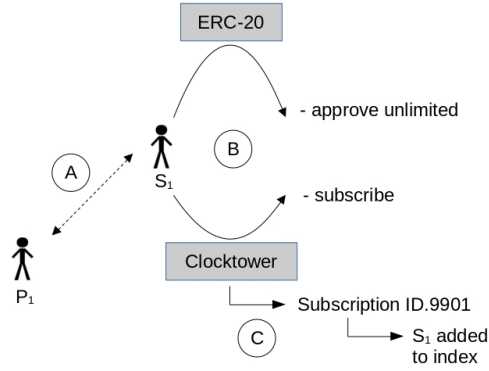 ERC-20
- approve unlimited
A
B
S₁
- subscribe
P₁
Clocktower
Subscription ID.9901
C
S₁ added
to index